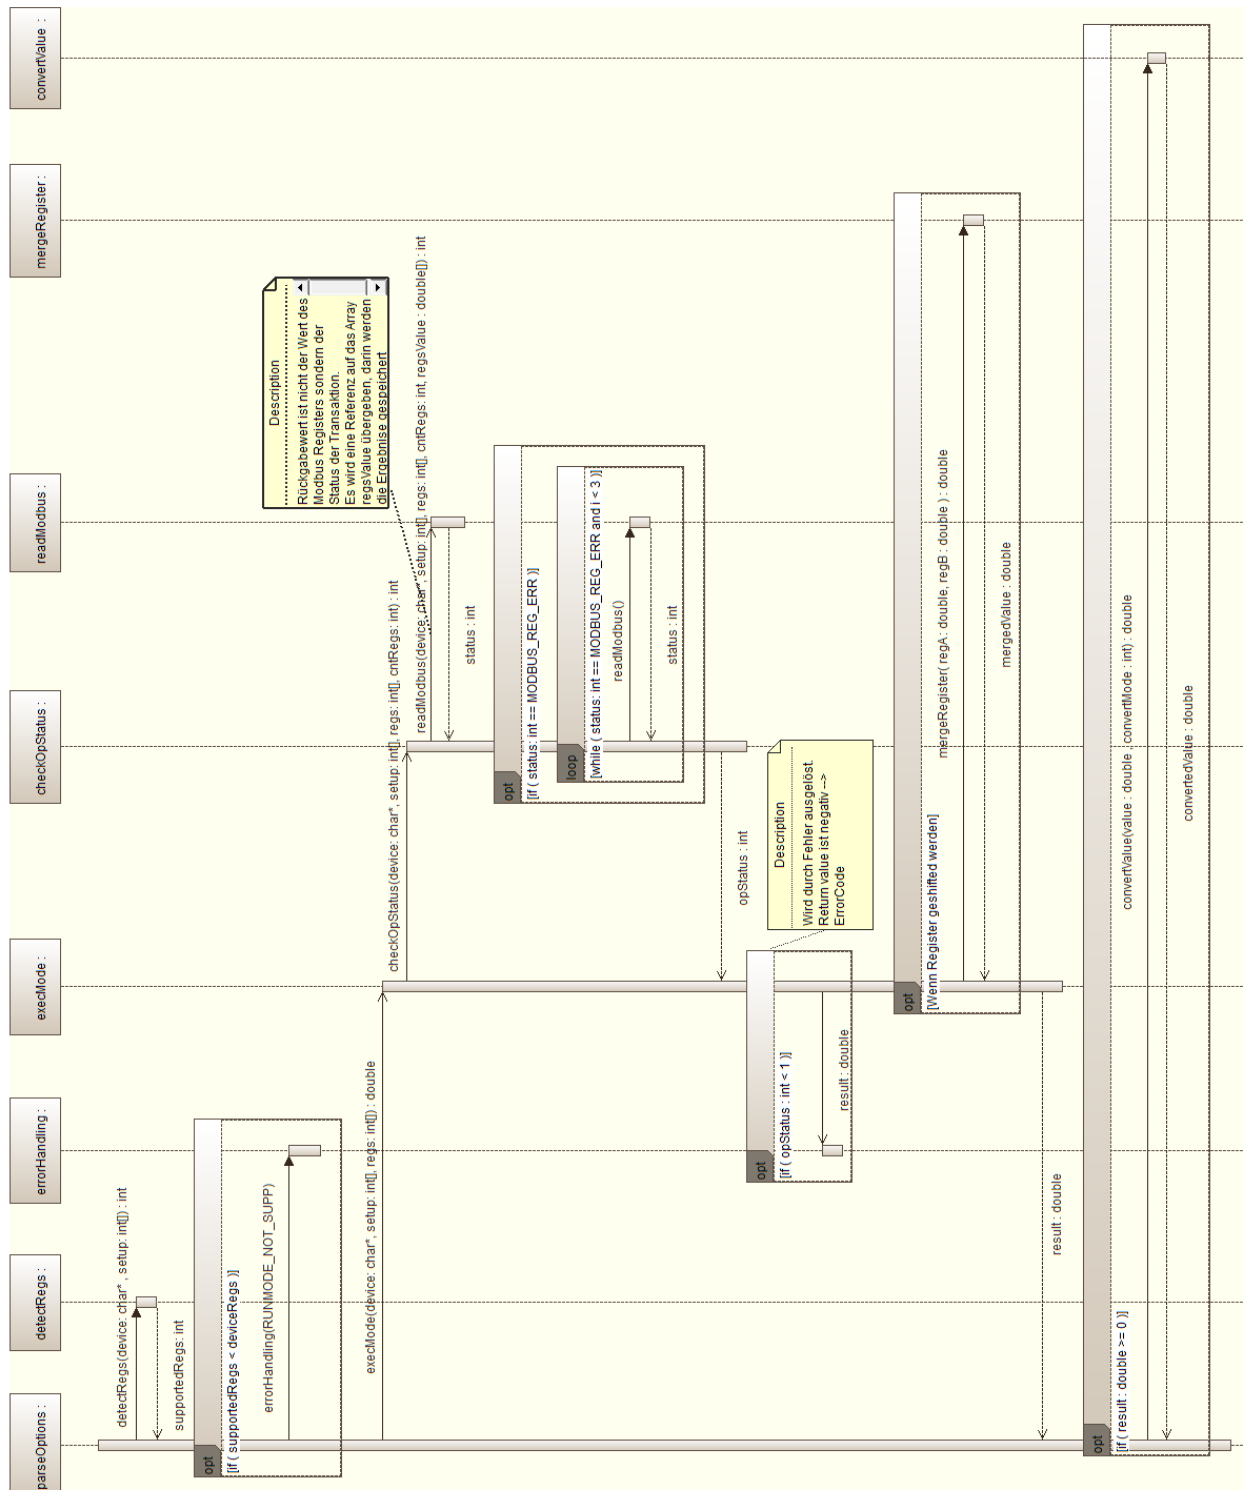 parseOptions :
detectRegs :
errorHandling :
execMode :
checkOpStatus :
readModbus :
mergeRegister :
convertValue :
detectRegs(device: char* , setup: int[]) : int
supportedRegs: int
opt
[if ( supportedRegs < deviceRegs )]
errorHandling(RUNMODE_NOT_SUPP)
execMode(device: char*, setup: int[], regs: int[]) : double
checkOpStatus(device: char*, setup: int[], regs: int[], cntRegs: int) : int
Description
Rückgabewert ist nicht der Wert des
Modbus Registers sondern der
Status der Transaktion.
Es wird eine Referenz auf das Array
regsValue übergeben, darin werden
die Ergebnise gespeichert
readModbus(device: char*, setup: int[], regs: int[], cntRegs: int, regsValue : double[]) : int
status : int
opt
[if ( status: int == MODBUS_REG_ERR )]
loop
[while ( status: int == MODBUS_REG_ERR and i < 3 )]
readModbus()
status : int
opStatus : int
Description
Wird durch Fehler ausgelöst.
Return value ist negativ -->
ErrorCode
opt
[if ( opStatus : int < 1 )]
result : double
opt
[Wenn Register geshifted werden]
mergeRegister( regA : double, regB : double ) : double
mergedValue : double
result : double
opt
[if ( result : double >= 0 )]
convertValue(value : double , convertMode : int) : double
convertedValue : double